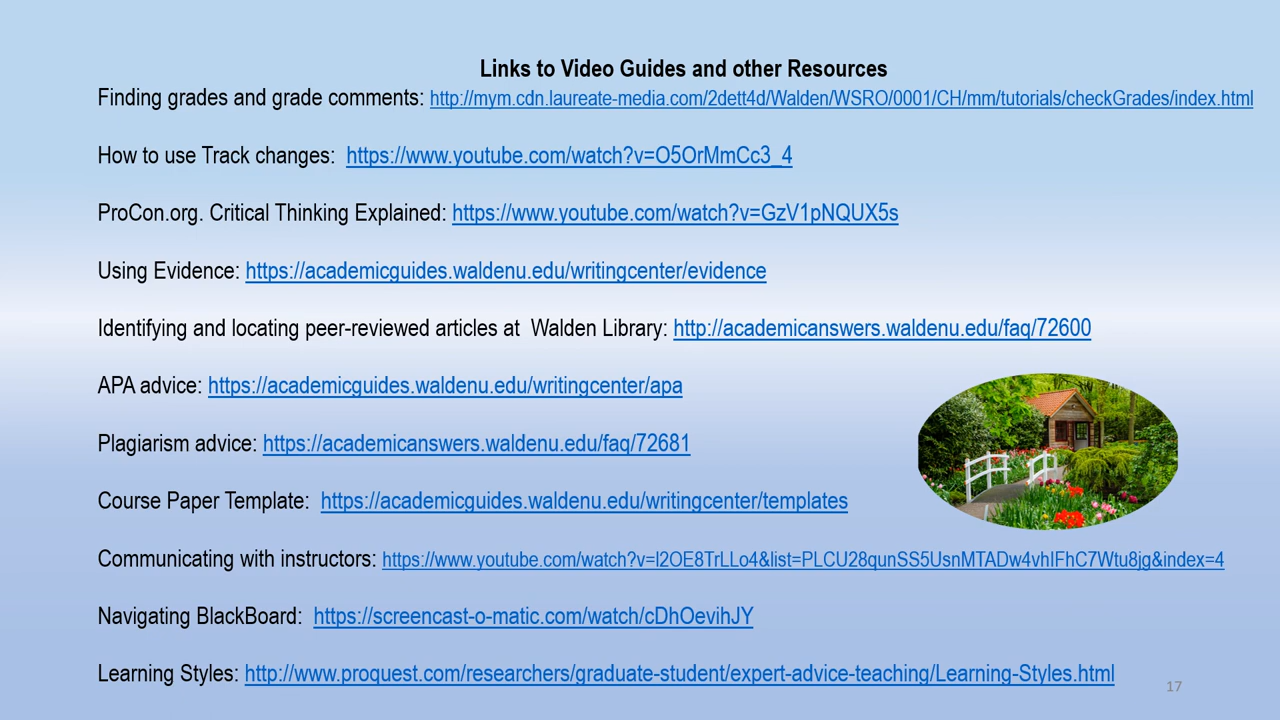 Links to Video Guides and other Resources
Finding grades and grade comments: http://mym.cdn.laureate-media.com/2dett4d/Walden/WSRO/0001/CH/mm/tutorials/checkGrades/index.html
How to use Track changes: https://www.youtube.com/watch?v=O5OrMmCc3_4
ProCon.org. Critical Thinking Explained: https://www.youtube.com/watch?v=GzV1pNQUX5s
Using Evidence: https://academicguides.waldenu.edu/writingcenter/evidence
Identifying and locating peer-reviewed articles at Walden Library: http://academicanswers.waldenu.edu/faq/72600
APA advice: https://academicguides.waldenu.edu/writingcenter/apa
Plagiarism advice: https://academicanswers.waldenu.edu/faq/72681
Course Paper Template: https://academicguides.waldenu.edu/writingcenter/templates
Communicating with instructors: https://www.youtube.com/watch?v=l2OE8TrLLo4&list=PLCU28qunSS5UsnMTADw4vhIFhC7Wtu8jg&index=4
Navigating BlackBoard: https://screencast-o-matic.com/watch/cDhOevihJY
Learning Styles: http://www.proquest.com/researchers/graduate-student/expert-advice-teaching/Learning-Styles.html
17